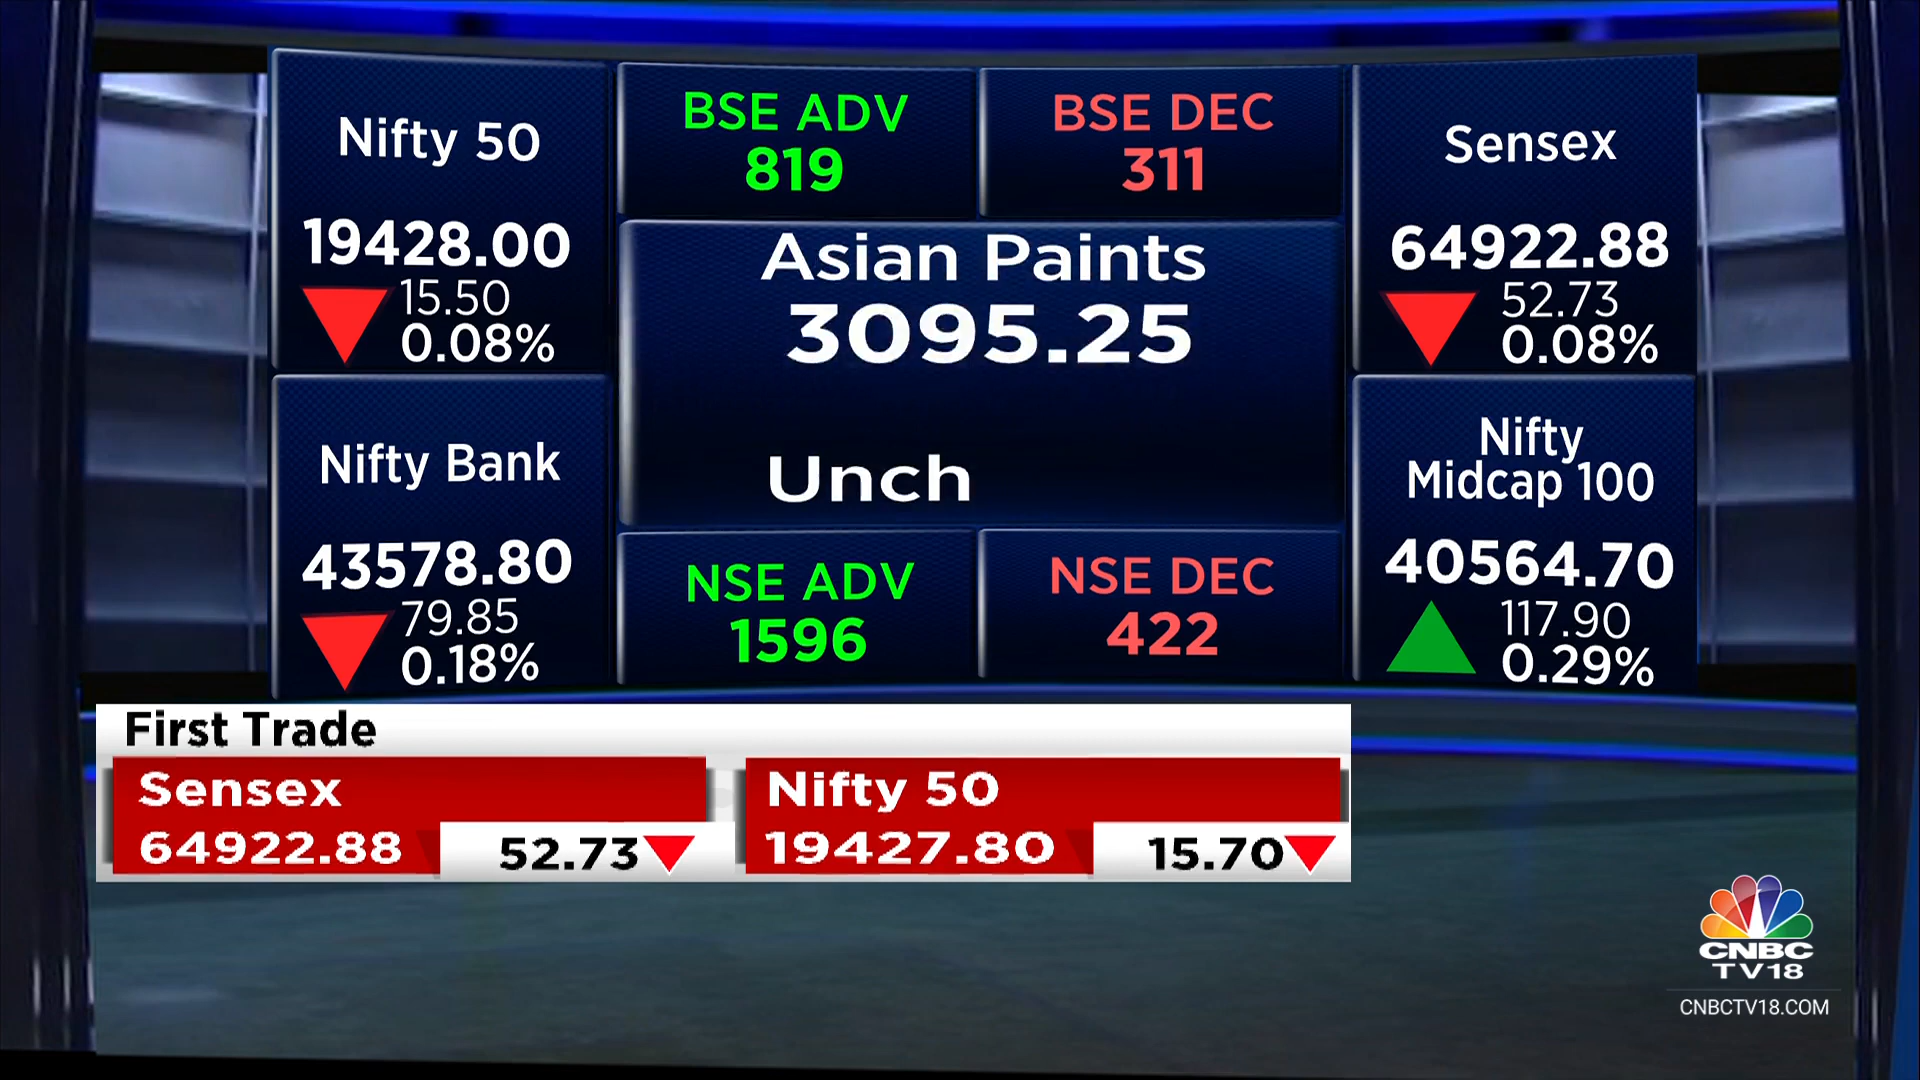 Nifty 50
19428.00
15.50
0.08%
BSE ADV
819
BSE DEC
311
Sensex
64922.88
52.73
0.08%
Asian Paints
3095.25
Unch
Nifty Bank
43578.80
79.85
0.18%
NSE ADV
1596
NSE DEC
422
Nifty
Midcap 100
40564.70
117.90
0.29%
First Trade
Sensex
64922.88
52.73
Nifty 50
19427.80
15.70
CNBC
TV18
CNBCTV18.COM